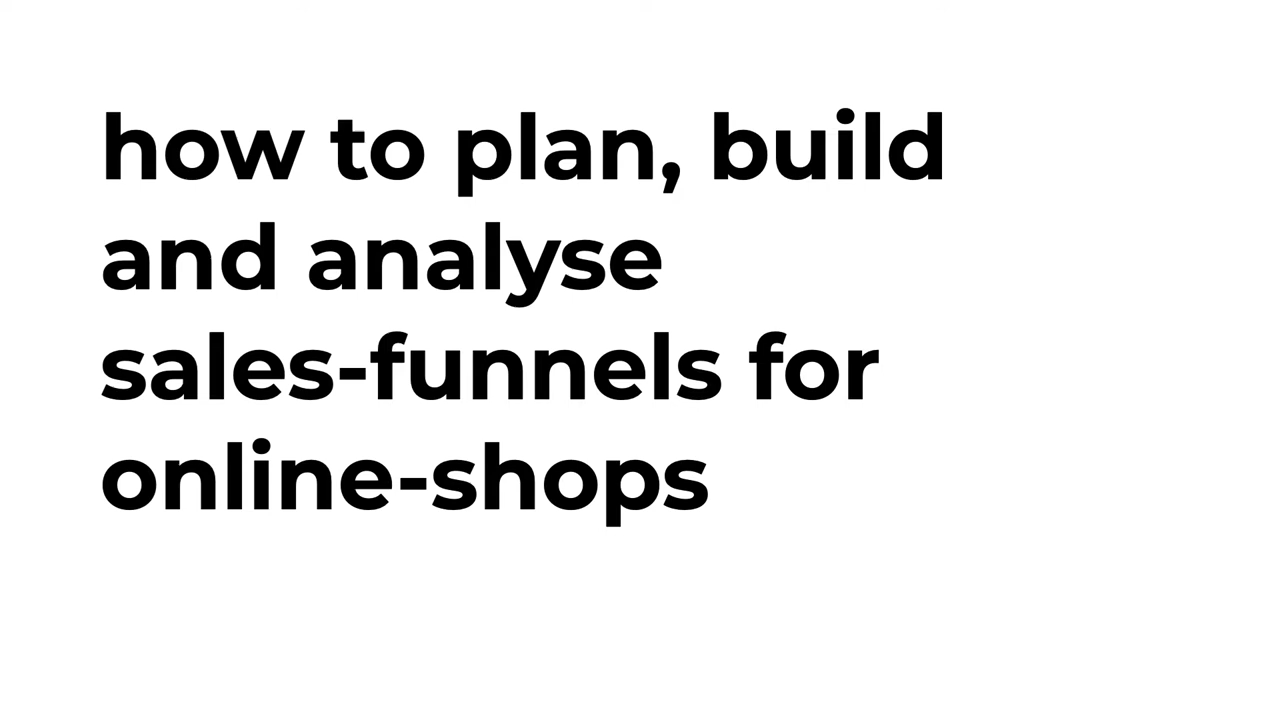 how to plan, build
and analyse
sales-funnels for
online-shops